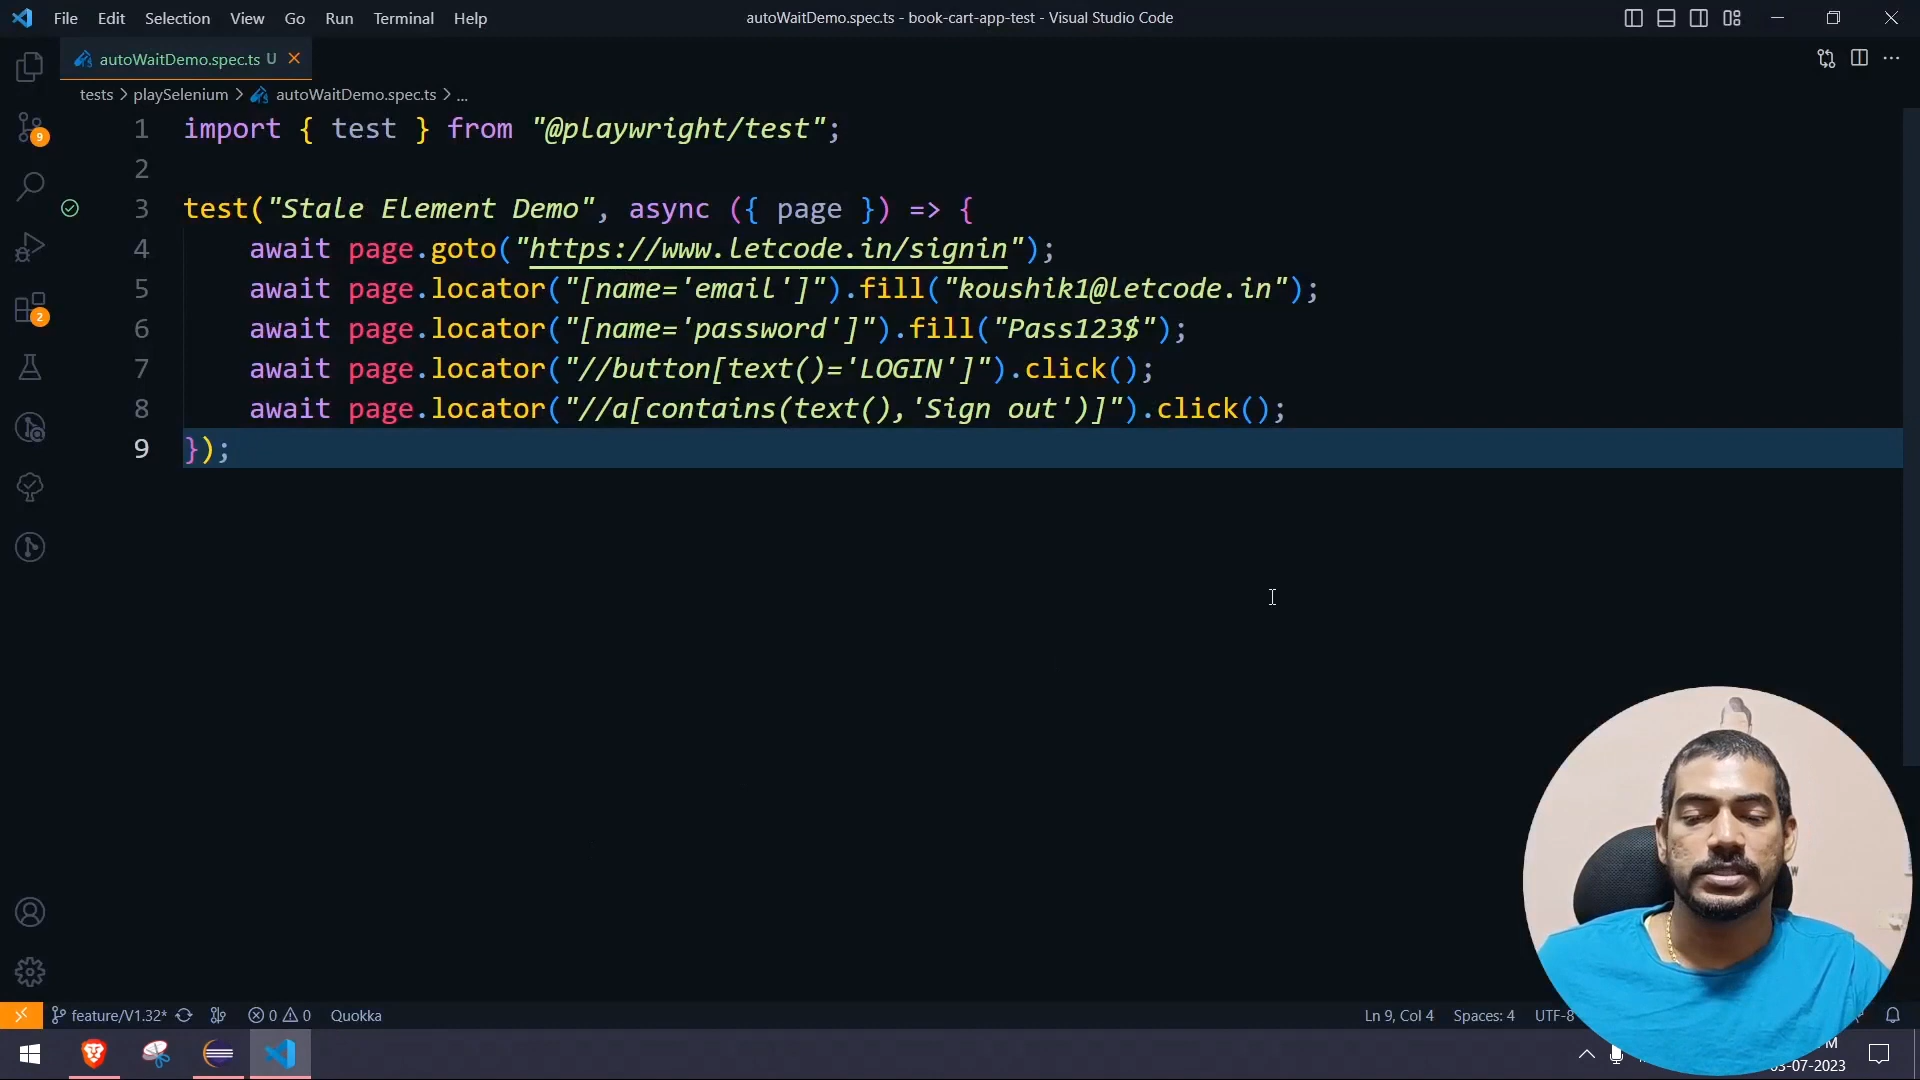 File Edit Selection View Go Run Terminal Help
autoWaitDemo.spec.ts - book-cart-app-test - Visual Studio Code
autoWaitDemo.spec.ts U
tests > playSelenium > autoWaitDemo.spec.ts > ...
1 import { test } from "@playwright/test";
2
3 test("Stale Element Demo", async ({ page }) => {
4 await page.goto("https://www.letcode.in/signin");
5 await page.locator("[name='email']").fill("koushik1@letcode.in");
6 await page.locator("[name='password']").fill("Pass123$");
7 await page.locator("//button[text()='LOGIN']").click();
8 await page.locator("//a[contains(text(),'Sign out')]").click();
9 });
9
2
feature/V1.32* 0 0 Quokka
Ln 9, Col 4 Spaces: 4 UTF-8
M
03-07-2023